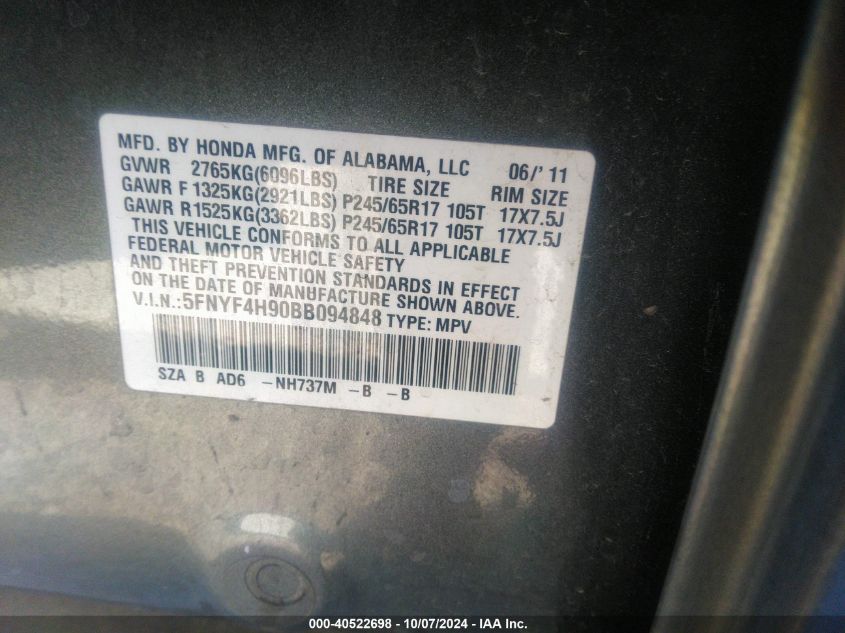 MFD. BY HONDA MFG. OF ALABAMA, LLC 06/' 11
GVWR 2765KG(6096LBS) TIRE SIZE RIM SIZE
GAWR F 1325KG(2921LBS) P245/65R17 105T 17X7.5J
GAWR R 1525KG(3362LBS) P245/65R17 105T 17X7.5J
THIS VEHICLE CONFORMS TO ALL APPLICABLE
FEDERAL MOTOR VEHICLE SAFETY
AND THEFT PREVENTION STANDARDS IN EFFECT
ON THE DATE OF MANUFACTURE SHOWN ABOVE.
V.I.N.:5FNYF4H90BB094848 TYPE: MPV
SZA B AD6 -NH737M -B -B
000-40522698 - 10/07/2024 - IAA Inc.